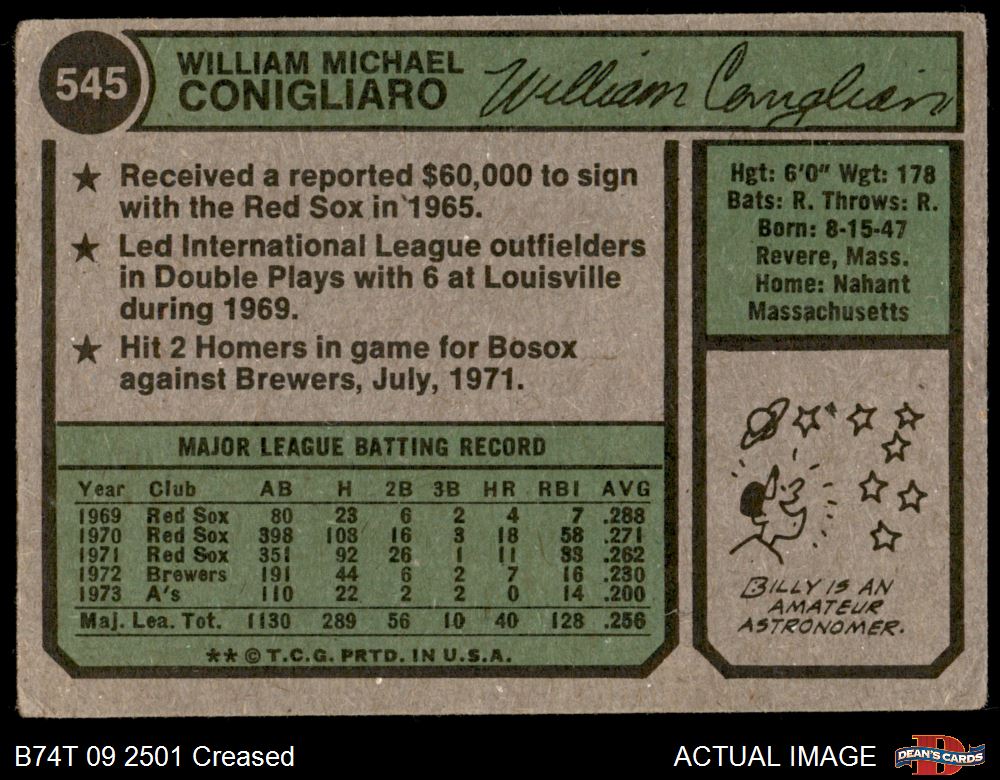 545
WILLIAM MICHAEL
CONIGLIARO
William Conigliaro
★ Received a reported $60,000 to sign
with the Red Sox in 1965.
★ Led International League outfielders
in Double Plays with 6 at Louisville
during 1969.
★ Hit 2 Homers in game for Bosox
against Brewers, July, 1971.
Hgt: 6'0" Wgt: 178
Bats: R. Throws: R.
Born: 8-15-47
Revere, Mass.
Home: Nahant
Massachusetts
MAJOR LEAGUE BATTING RECORD
Year Club AB H 2B 3B HR RBI AVG
1969 Red Sox 80 23 6 2 4 7 .288
1970 Red Sox 398 108 16 3 18 58 .271
1971 Red Sox 351 92 26 1 11 33 .262
1972 Brewers 191 44 6 2 7 16 .230
1973 A's 110 22 2 2 0 14 .200
Maj. Lea. Tot. 1130 289 56 10 40 128 .256
** © T.C.G. PRTD. IN U.S.A.
BILLY IS AN
AMATEUR
ASTRONOMER.
B74T 09 2501 Creased
ACTUAL IMAGE
DEAN'S CARDS